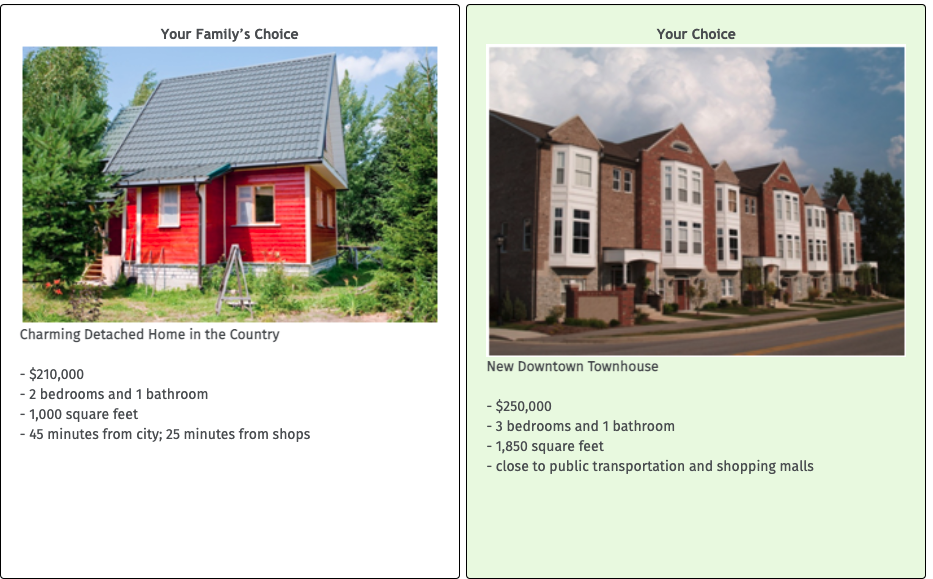 Your Family's Choice
Charming Detached Home in the Country
- $210,000
- 2 bedrooms and 1 bathroom
- 1,000 square feet
- 45 minutes from city; 25 minutes from shops
Your Choice
New Downtown Townhouse
- $250,000
- 3 bedrooms and 1 bathroom
- 1,850 square feet
- close to public transportation and shopping malls